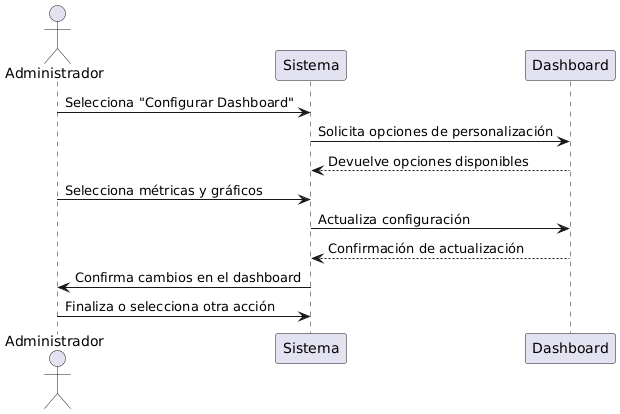 Administrador
Sistema
Dashboard
Selecciona "Configurar Dashboard"
Solicita opciones de personalización
Devuelve opciones disponibles
Selecciona métricas y gráficos
Actualiza configuración
Confirmación de actualización
Confirma cambios en el dashboard
Finaliza o selecciona otra acción
Administrador
Sistema
Dashboard